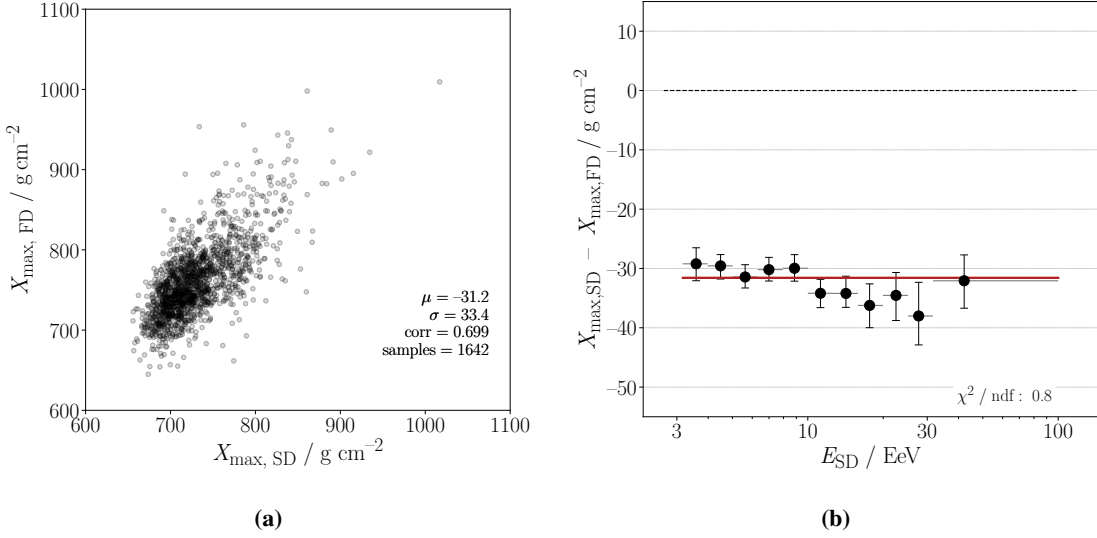 1100
1000
900
800
700
600
600
700
800
900
1000
1100
X_max, FD / g cm⁻²
X_max, SD / g cm⁻²
μ = –31.2
σ = 33.4
corr = 0.699
samples = 1642
(a)
10
0
−10
−20
−30
−40
−50
3
10
30
100
X_max,SD − X_max,FD / g cm⁻²
E_SD / EeV
χ² / ndf : 0.8
(b)